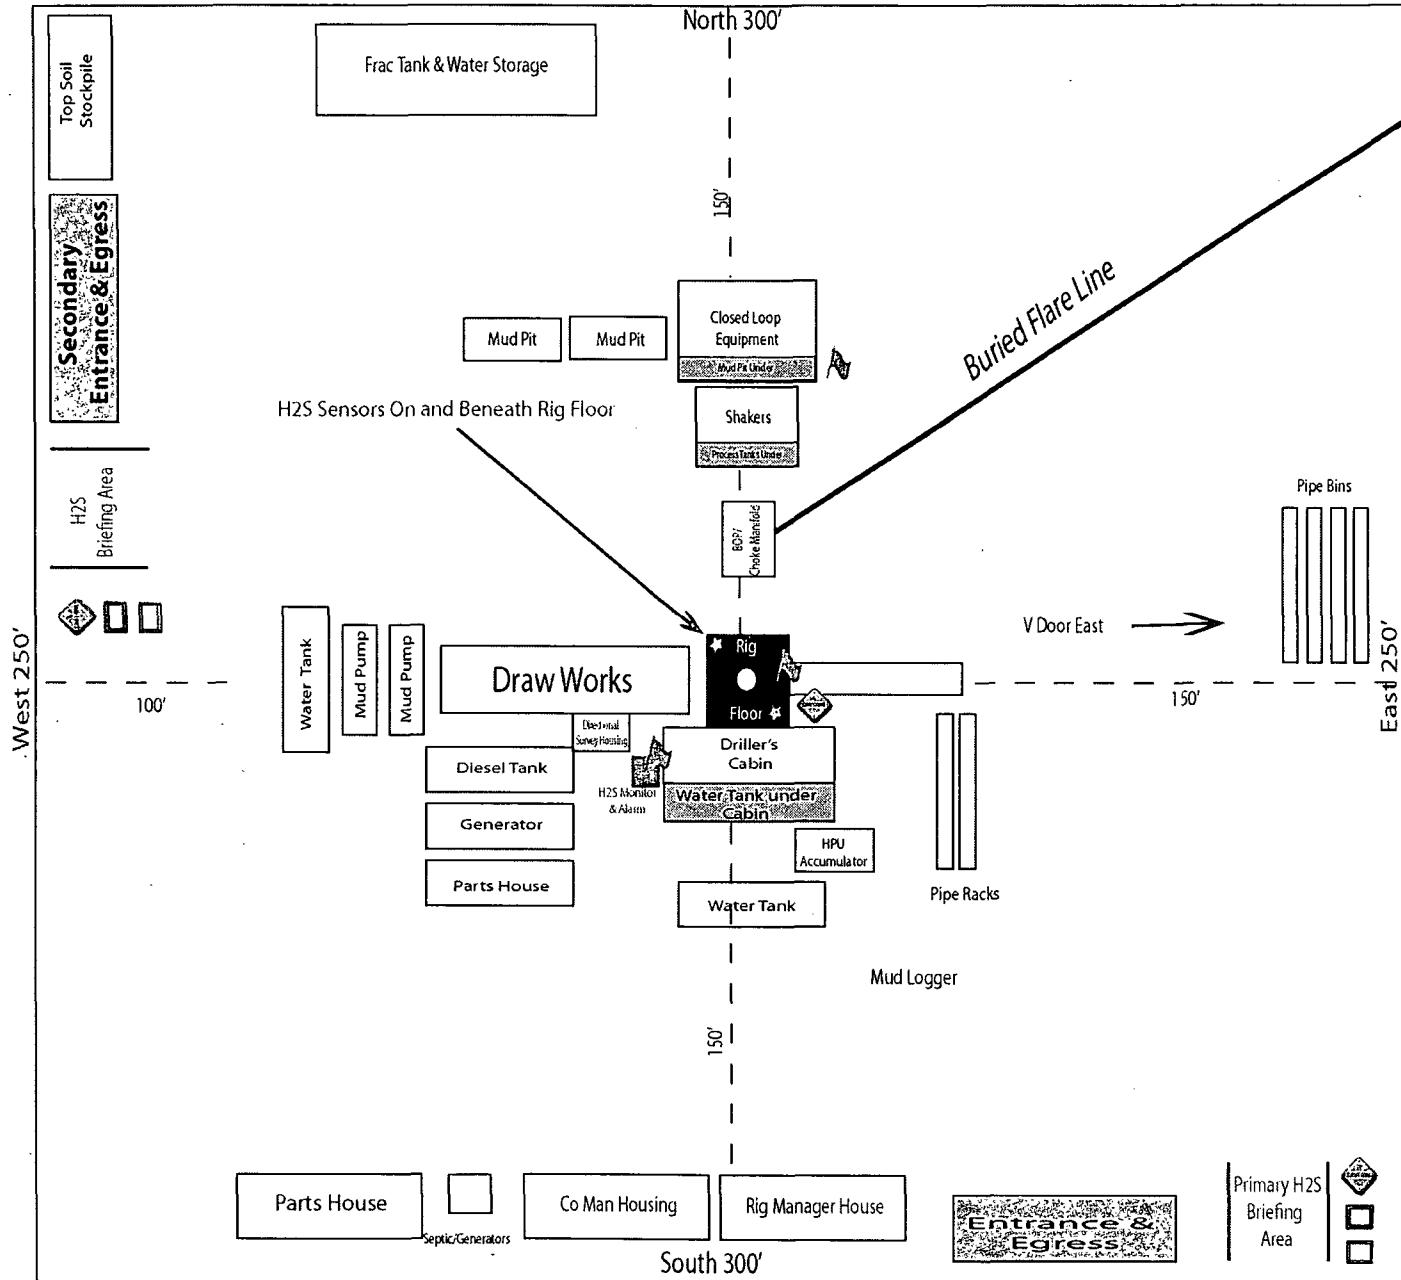 North 300'
Top Soil
Stockpile
Frac Tank & Water Storage
150'
Secondary
Entrance & Egress
Buried Flare Line
Closed Loop
Equipment
Mud Pit Under
Mud Pit
Mud Pit
H2S Sensors On and Beneath Rig Floor
Shakers
Process Tanks Under
H2S
Briefing Area
BOP/
Choke Manifold
Pipe Bins
V Door East
West 250'
100'
Water Tank
Mud Pump
Mud Pump
Draw Works
Rig
Floor
150'
East 250'
Directional
Survey Housing
Driller's
Cabin
Diesel Tank
H2S Monitor
& Alarm
Water Tank under
Cabin
Generator
HPU
Accumulator
Parts House
Water Tank
Pipe Racks
Mud Logger
150'
Parts House
Septic/Generators
Co Man Housing
Rig Manager House
Entrance &
Egress
Primary H2S
Briefing
Area
South 300'